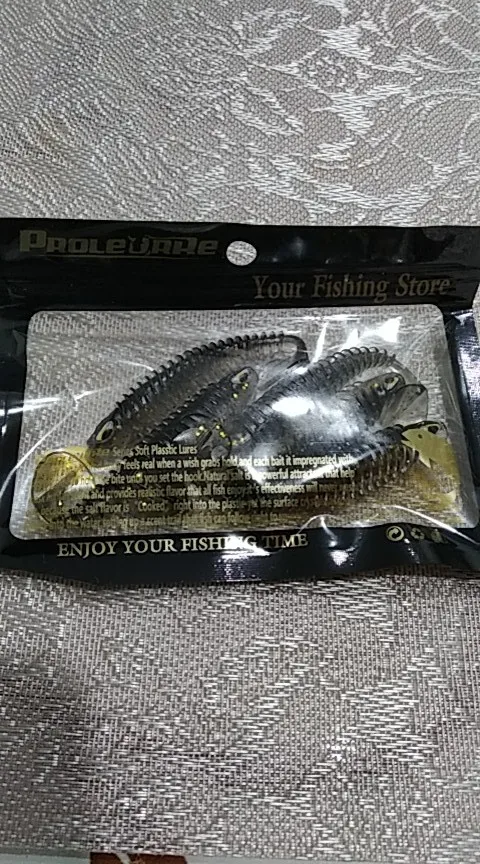 PROLEURRE
Your Fishing Store
Series Soft Plasstic Lures
feels real when a wish grabs hold and each bait it impregnated with
bite until you set the hook.Natural salt is powerful attractant that help
and provides realistic flavor that all fish enjoy.it's effectiveness will
the salt flavor is "Cooked" right into the plastic
ENJOY YOUR FISHING TIME